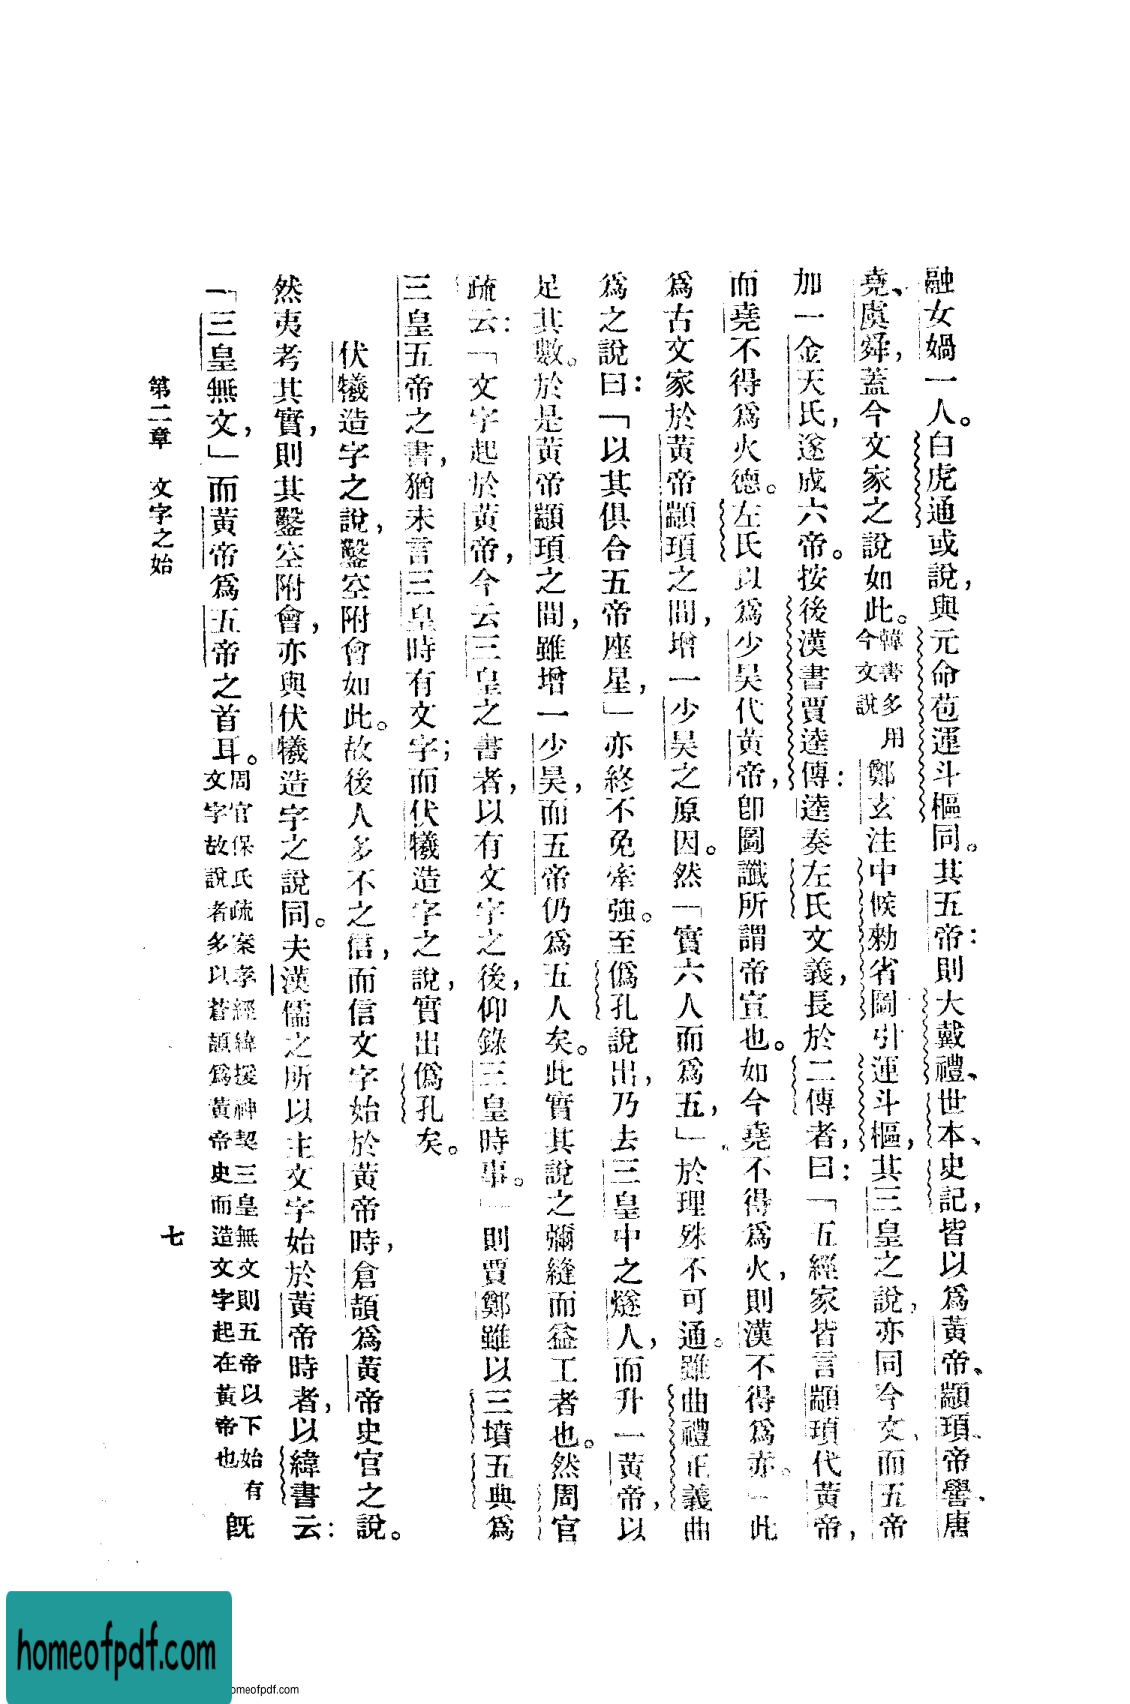 融女媧一人。白虎通或說，與元命苞運斗樞同。其五帝：則大戴禮、世本、史記，皆以爲黃帝、顓頊、帝嚳、唐
堯、虞舜，蓋今文家之說如此。韓書多用今文說鄭玄注中候勑省圖引運斗樞，其三皇之說，亦同今文、而五帝
加一金天氏，遂成六帝。按後漢書賈逵傳：逵奏左氏文義，長於二傳者，曰：「五經家皆言顓頊代黃帝，
而堯不得爲火德。左氏以爲少昊代黃帝，卽圖讖所謂帝宣也。如今堯不得爲火，則漢不得爲赤。」此
爲古文家於黃帝顓頊之間，增一少昊之原因。然「實六人而爲五，」於理殊不可通。雖曲禮正義曲
爲之說曰：「以其俱合五帝座星，」亦終不免牽強。至僞孔說出，乃去三皇中之燧人，而升一黃帝，以
足其數。於是黃帝顓頊之間，雖增一少昊，而五帝仍爲五人矣。此實其說之彌縫而益工者也。然周官
疏云：「文字起於黃帝，今云三皇之書者，以有文字之後，仰錄三皇時事。」則賈鄭雖以三墳五典爲
三皇五帝之書，猶未言三皇時有文字；而伏犧造字之說，實出僞孔矣。
伏犧造字之說，鑿空附會如此。故後人多不之信，而信文字始於黃帝時，倉頡爲黃帝史官之說。
然夷考其實，則其鑿空附會，亦與伏犧造字之說同。夫漢儒之所以主文字始於黃帝時者，以緯書云：
「三皇無文，」而黃帝爲五帝之首耳。周官保氏疏案孝經緯援神契三皇無文則五帝以下始有文字故說者多以蒼頡爲黃帝史而造文字起在黃帝也旣
第二章　文字之始
七
homeofpdf.com
omeofpdf.com